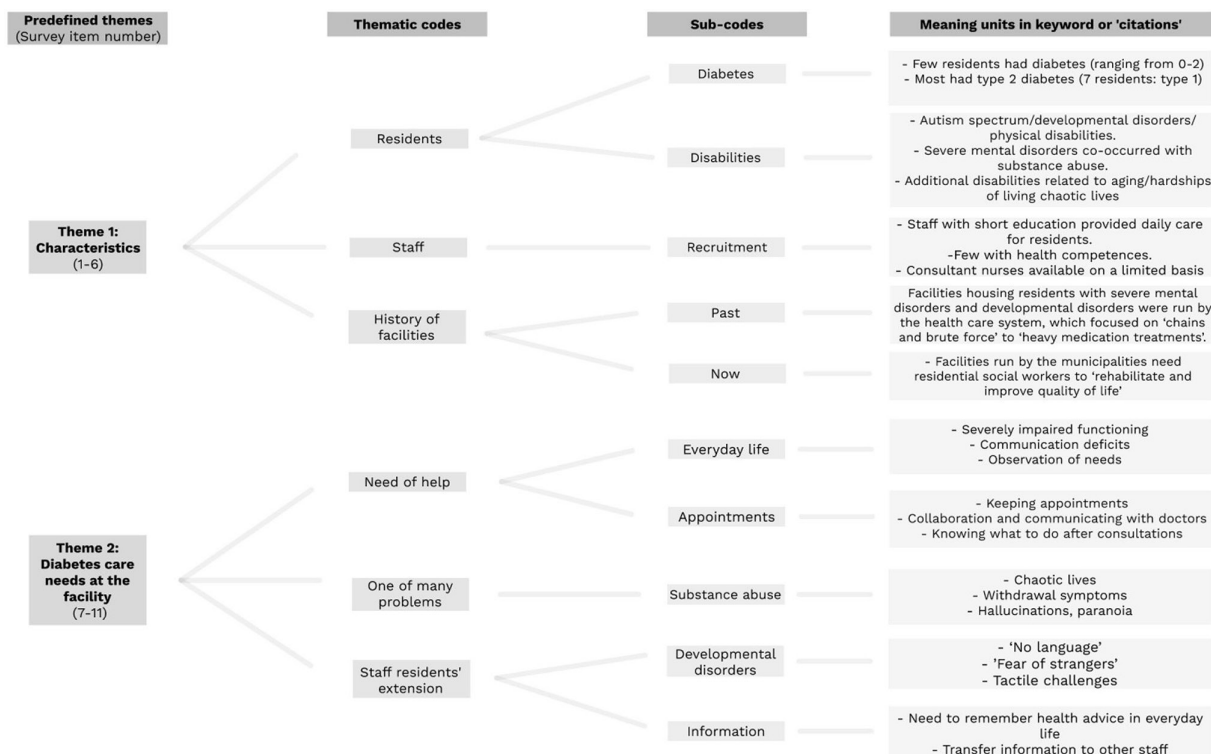 Predefined themes
(Survey item number)
Thematic codes
Sub-codes
Meaning units in keyword or 'citations'
Theme 1:
Characteristics
(1-6)
Residents
Diabetes
- Few residents had diabetes (ranging from 0-2)
- Most had type 2 diabetes (7 residents: type 1)
Disabilities
- Autism spectrum/developmental disorders/
physical disabilities.
- Severe mental disorders co-occurred with
substance abuse.
- Additional disabilities related to aging/hardships
of living chaotic lives
Staff
Recruitment
- Staff with short education provided daily care
for residents.
-Few with health competences.
- Consultant nurses available on a limited basis
History of
facilities
Past
Facilities housing residents with severe mental
disorders and developmental disorders were run by
the health care system, which focused on ‘chains
and brute force’ to ‘heavy medication treatments’.
Now
- Facilities run by the municipalities need
residential social workers to ‘rehabilitate and
improve quality of life’
Theme 2:
Diabetes care
needs at the
facility
(7-11)
Need of help
Everyday life
- Severely impaired functioning
- Communication deficits
- Observation of needs
Appointments
- Keeping appointments
- Collaboration and communicating with doctors
- Knowing what to do after consultations
One of many
problems
Substance abuse
- Chaotic lives
- Withdrawal symptoms
- Hallucinations, paranoia
Staff residents'
extension
Developmental
disorders
- ‘No language’
- ’Fear of strangers’
- Tactile challenges
Information
- Need to remember health advice in everyday
life
- Transfer information to other staff